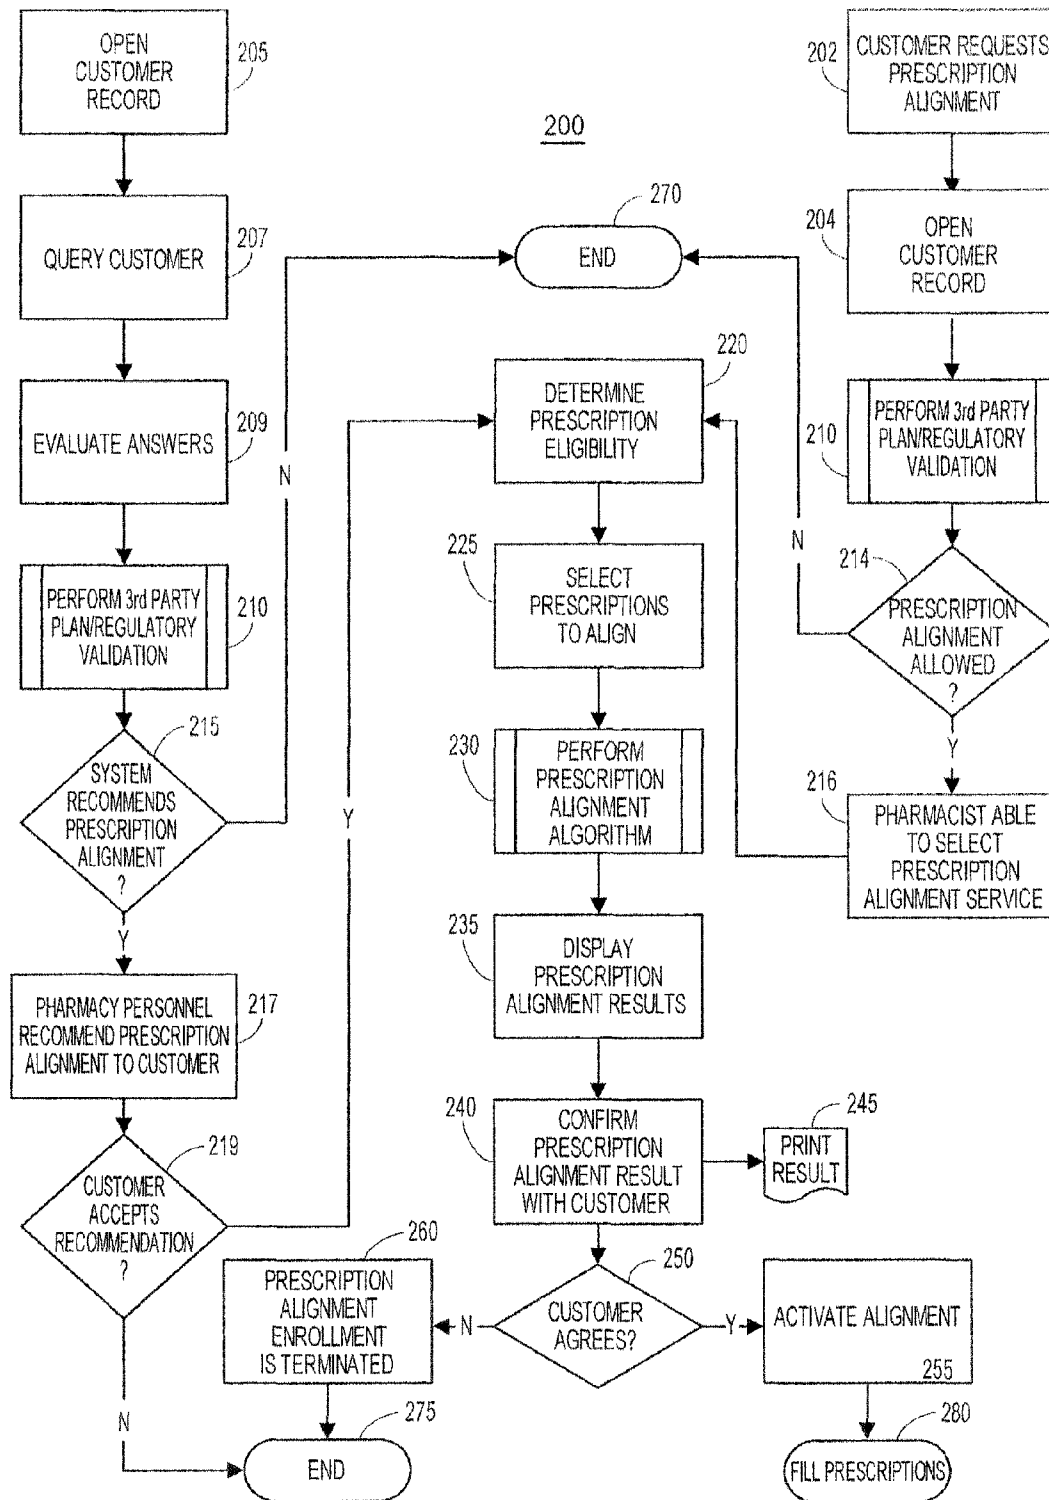 OPEN
CUSTOMER
RECORD
205
CUSTOMER REQUESTS
PRESCRIPTION
ALIGNMENT
202
200
QUERY CUSTOMER
207
270
END
204
OPEN
CUSTOMER
RECORD
EVALUATE ANSWERS
209
N
220
DETERMINE
PRESCRIPTION
ELIGIBILITY
210
PERFORM 3rd PARTY
PLAN/REGULATORY
VALIDATION
N
PERFORM 3rd PARTY
PLAN/REGULATORY
VALIDATION
210
225
SELECT
PRESCRIPTIONS
TO ALIGN
214
PRESCRIPTION
ALIGNMENT
ALLOWED
?
Y
215
SYSTEM
RECOMMENDS
PRESCRIPTION
ALIGNMENT
?
Y
Y
230
PERFORM
PRESCRIPTION
ALIGNMENT
ALGORITHM
216
PHARMACIST ABLE
TO SELECT
PRESCRIPTION
ALIGNMENT SERVICE
235
DISPLAY
PRESCRIPTION
ALIGNMENT RESULTS
PHARMACY PERSONNEL
RECOMMEND PRESCRIPTION
ALIGNMENT TO CUSTOMER
217
240
CONFIRM
PRESCRIPTION
ALIGNMENT RESULT
WITH CUSTOMER
245
PRINT
RESULT
219
CUSTOMER
ACCEPTS
RECOMMENDATION
?
N
260
PRESCRIPTION
ALIGNMENT
ENROLLMENT
IS TERMINATED
N
250
CUSTOMER
AGREES?
Y
ACTIVATE ALIGNMENT
255
275
END
280
FILL PRESCRIPTIONS